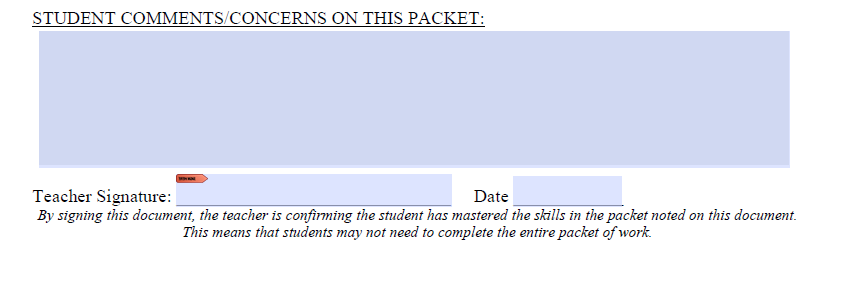 STUDENT COMMENTS/CONCERNS ON THIS PACKET:
Teacher Signature: Date
By signing this document, the teacher is confirming the student has mastered the skills in the packet noted on this document.
This means that students may not need to complete the entire packet of work.